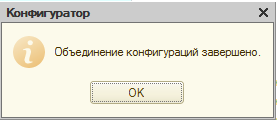 Конфигуратор
Объединение конфигураций завершено.
OK